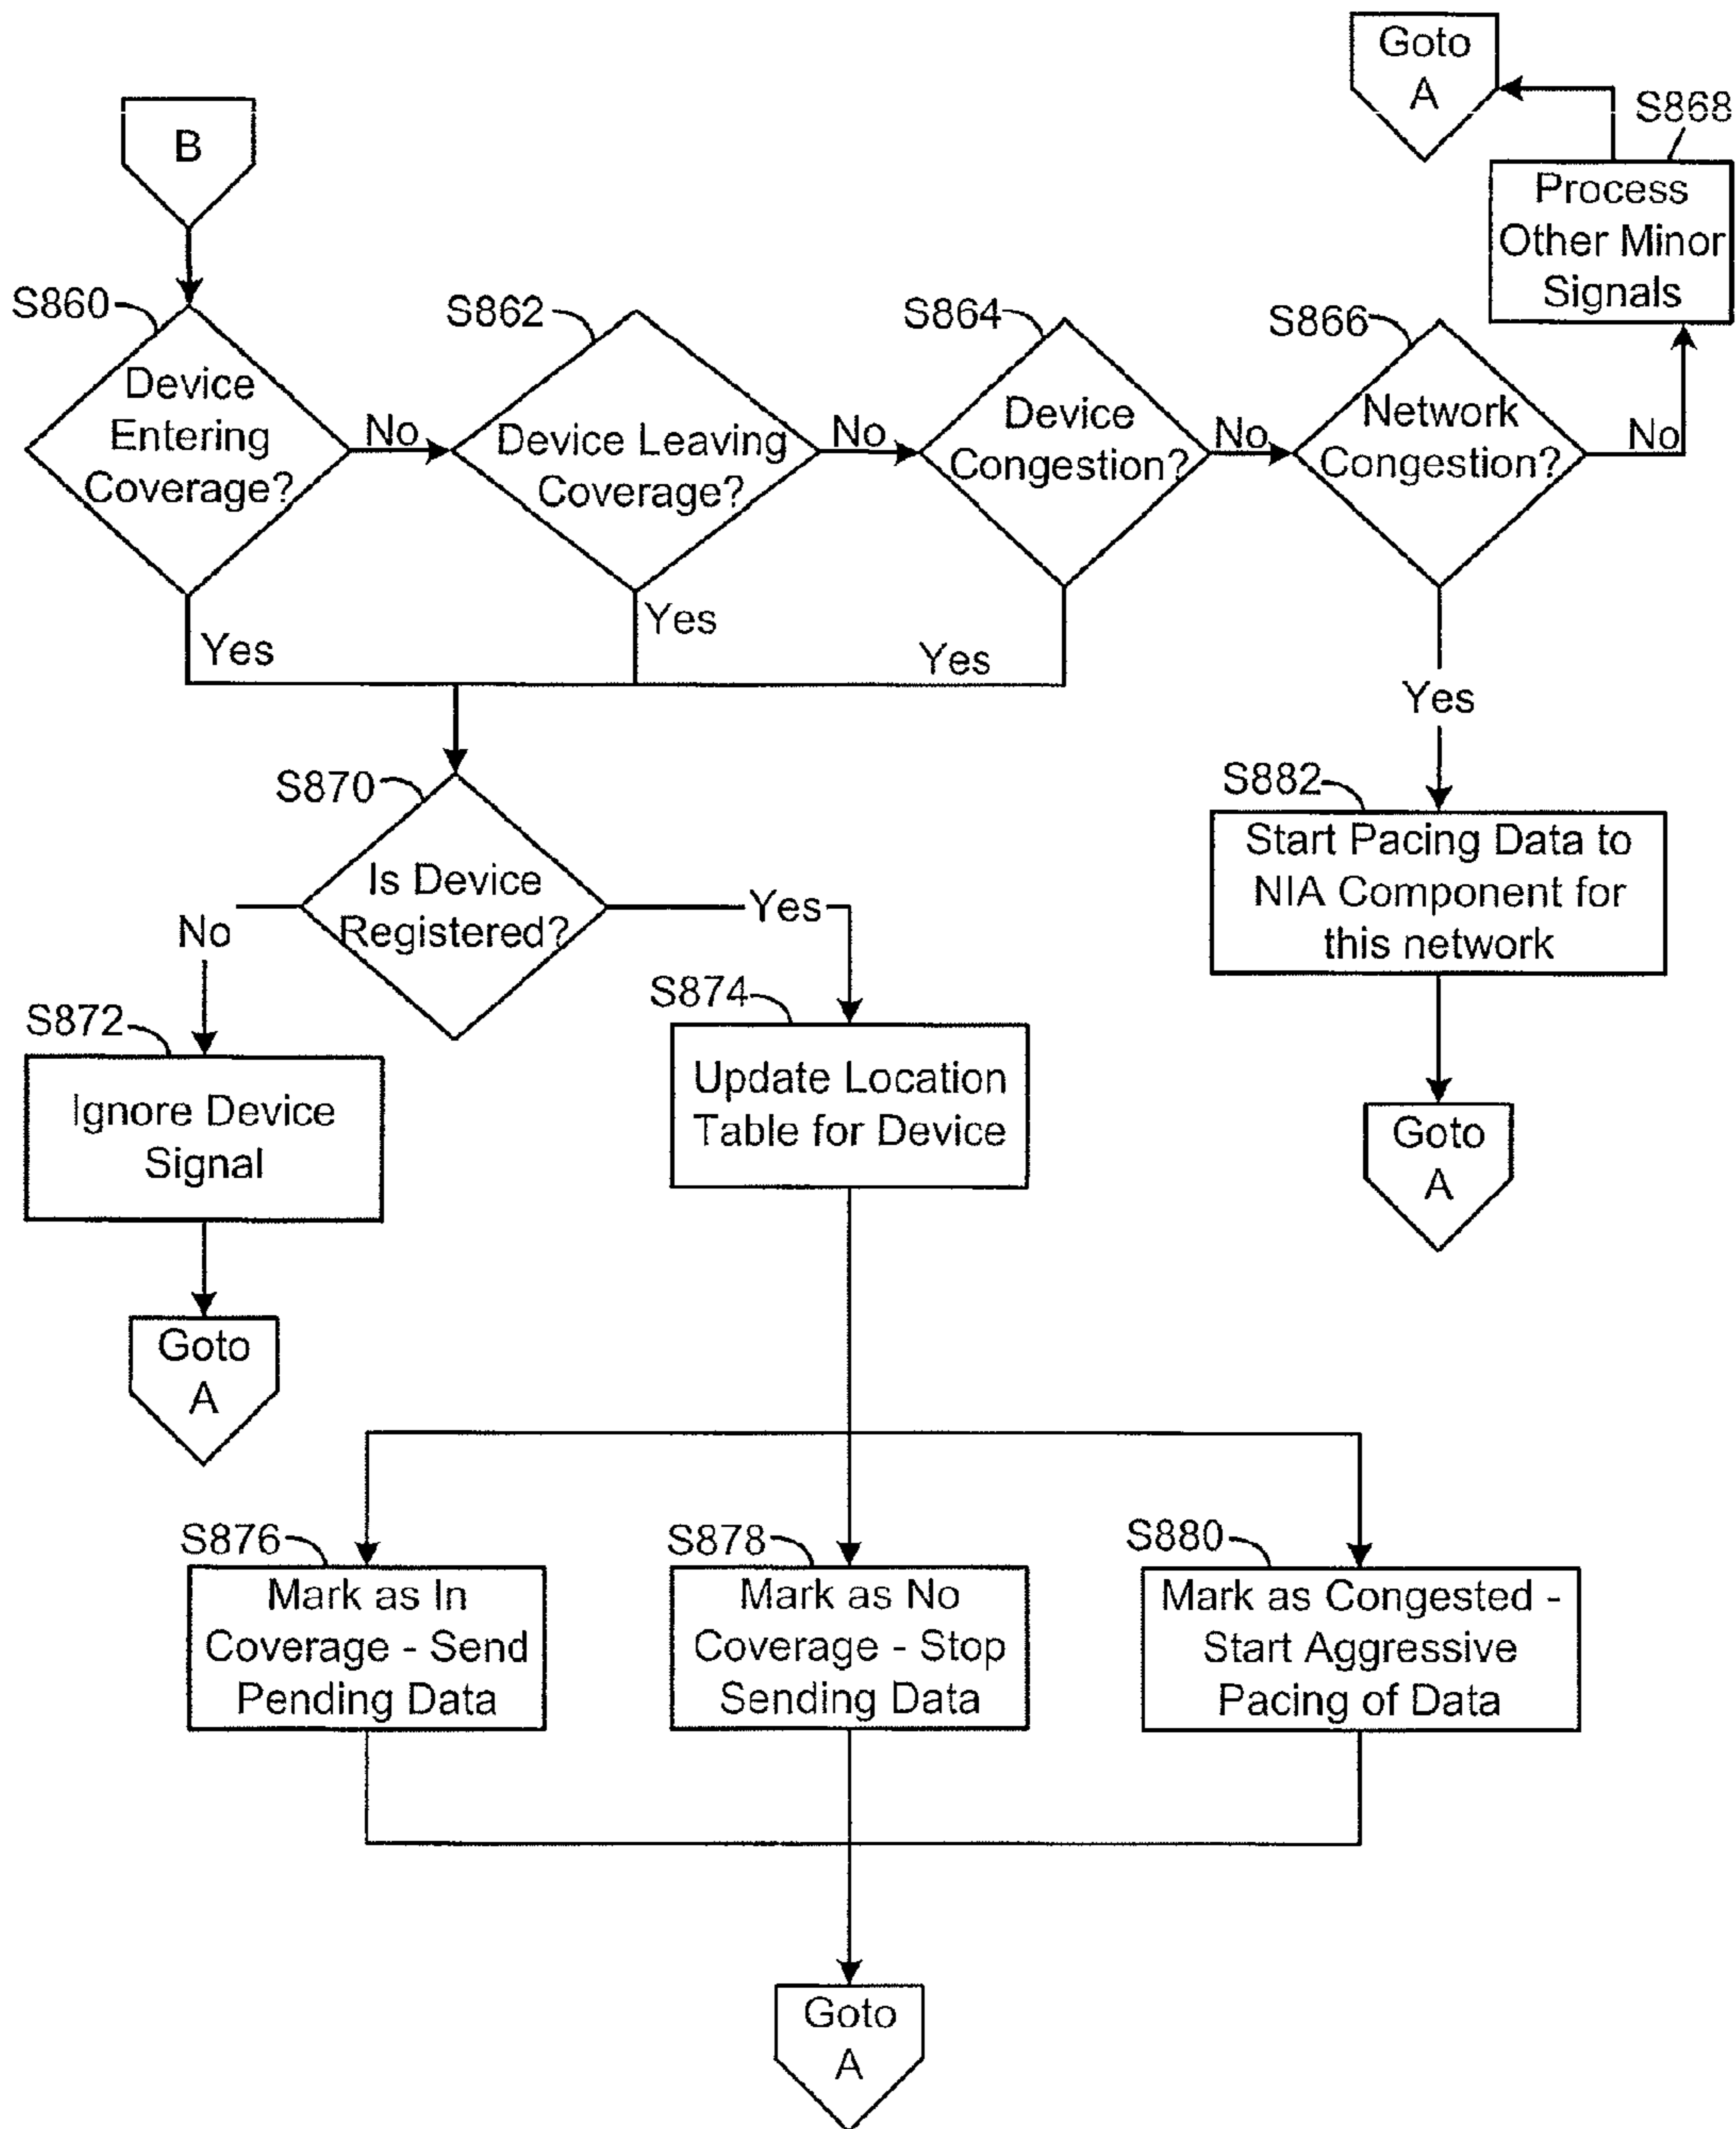 Goto
A
B
S868
Process
Other Minor
Signals
S860
Device
Entering
Coverage?
No
S862
Device Leaving
Coverage?
No
S864
Device
Congestion?
No
S866
Network
Congestion?
No
Yes
Yes
Yes
Yes
S870
Is Device
Registered?
No
Yes
S882
Start Pacing Data to
NIA Component for
this network
Goto
A
S872
Ignore Device
Signal
Goto
A
S874
Update Location
Table for Device
S876
Mark as In
Coverage - Send
Pending Data
S878
Mark as No
Coverage - Stop
Sending Data
S880
Mark as Congested -
Start Aggressive
Pacing of Data
Goto
A